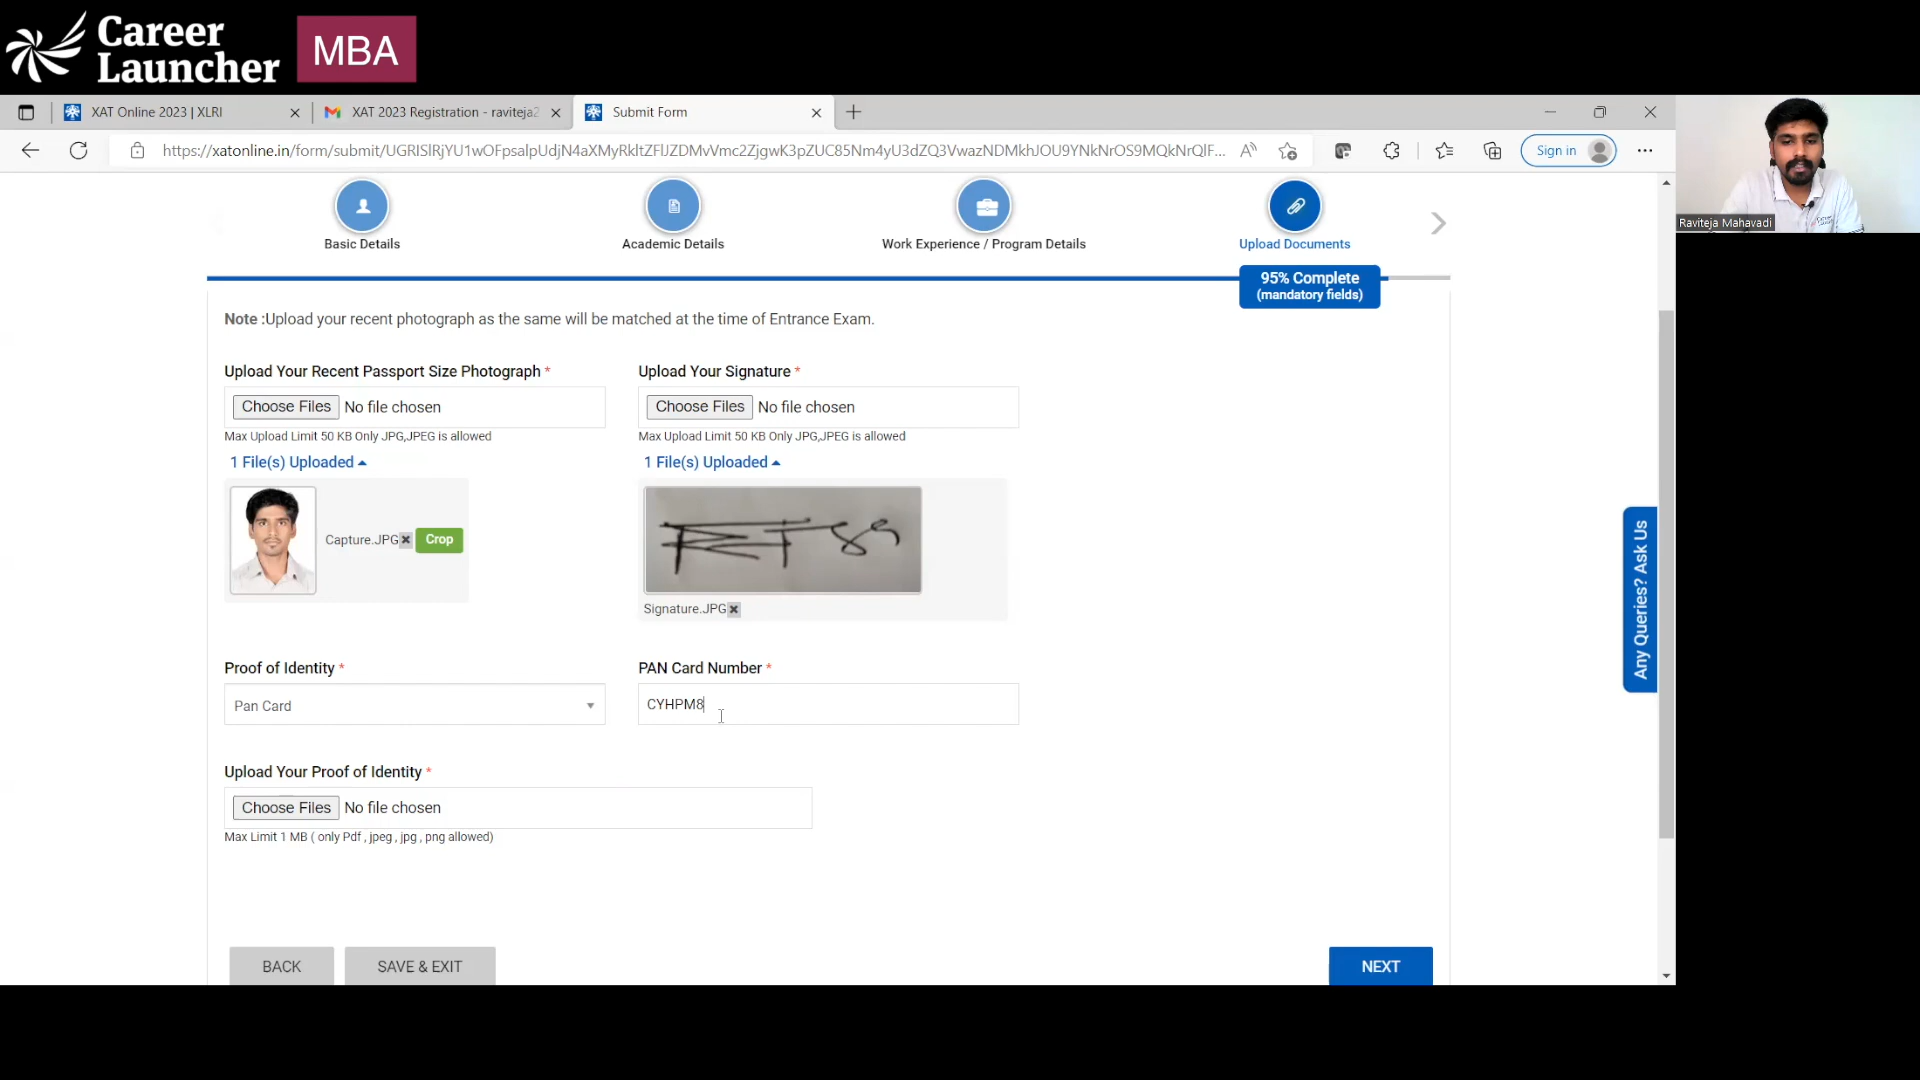 Career
Launcher
MBA
XAT Online 2023 | XLRI
XAT 2023 Registration - raviteja2
Submit Form
https://xatonline.in/form/submit/
Sign in
Raviteja Mahavadi
Basic Details
Academic Details
Work Experience / Program Details
Upload Documents
95% Complete
(mandatory fields)
Note :Upload your recent photograph as the same will be matched at the time of Entrance Exam.
Upload Your Recent Passport Size Photograph *
Upload Your Signature *
Choose Files No file chosen
Choose Files No file chosen
Max Upload Limit 50 KB Only JPG,JPEG is allowed
Max Upload Limit 50 KB Only JPG,JPEG is allowed
1 File(s) Uploaded
1 File(s) Uploaded
Capture.JPG
Crop
Signature.JPG
Proof of Identity *
PAN Card Number *
Pan Card
CYHPM8
Upload Your Proof of Identity *
Choose Files No file chosen
Max Limit 1 MB ( only Pdf , jpeg , jpg , png allowed)
Any Queries? Ask Us
BACK
SAVE & EXIT
NEXT